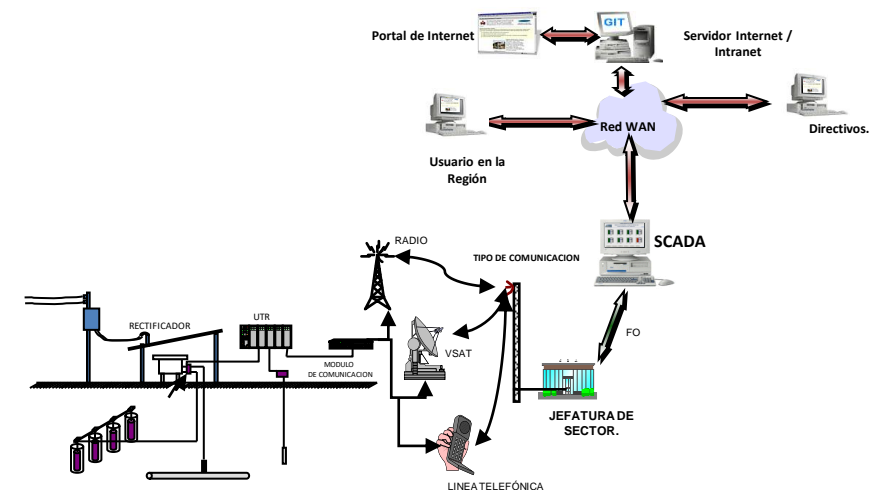 Portal de Internet
GIT
Servidor Internet /
Intranet
Red WAN
Directivos.
Usuario en la
Región
SCADA
RADIO
TIPO DE COMUNICACION
RECTIFICADOR
UTR
VSAT
FO
MODULO
DE COMUNICACION
JEFATURA DE
SECTOR.
LINEA TELEFÓNICA